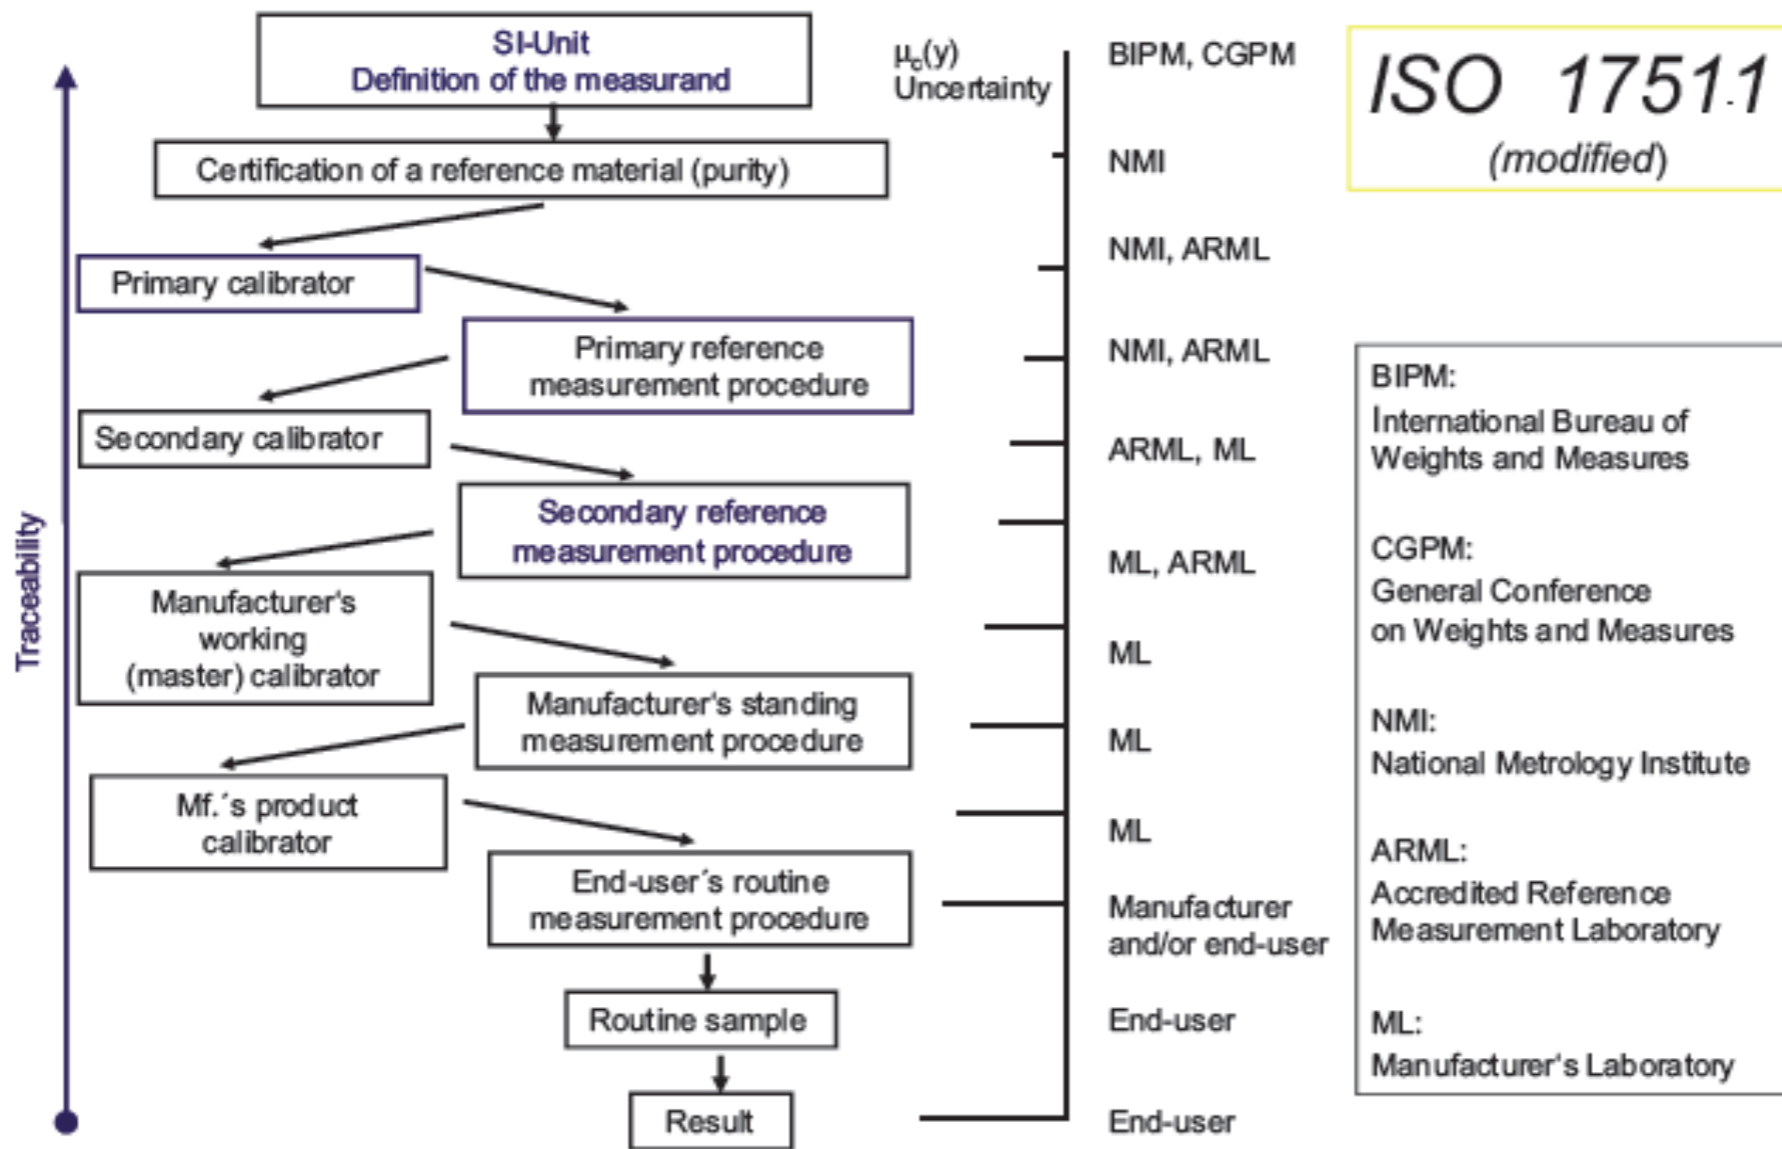 SI-Unit
Definition of the measurand
Certification of a reference material (purity)
Primary calibrator
Primary reference
measurement procedure
Secondary calibrator
Secondary reference
measurement procedure
Manufacturer's
working
(master) calibrator
Manufacturer's standing
measurement procedure
Mf.´s product
calibrator
End-user´s routine
measurement procedure
Routine sample
Result
Traceability
μc(y)
Uncertainty
BIPM, CGPM
NMI
NMI, ARML
NMI, ARML
ARML, ML
ML, ARML
ML
ML
ML
Manufacturer
and/or end-user
End-user
End-user
ISO 17511
(modified)
BIPM:
International Bureau of
Weights and Measures
CGPM:
General Conference
on Weights and Measures
NMI:
National Metrology Institute
ARML:
Accredited Reference
Measurement Laboratory
ML:
Manufacturer's Laboratory